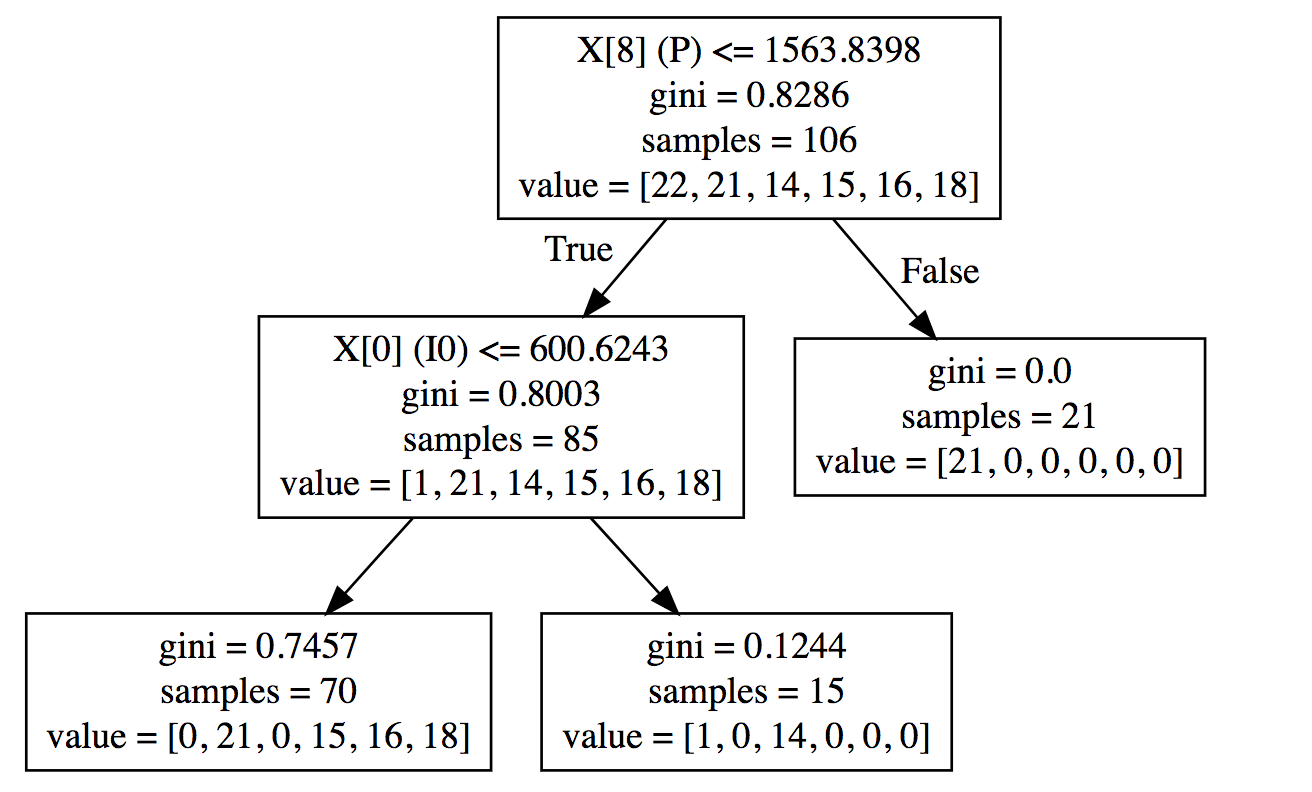 X[8] (P) <= 1563.8398
gini = 0.8286
samples = 106
value = [22, 21, 14, 15, 16, 18]
True
False
X[0] (I0) <= 600.6243
gini = 0.8003
samples = 85
value = [1, 21, 14, 15, 16, 18]
gini = 0.0
samples = 21
value = [21, 0, 0, 0, 0, 0]
gini = 0.7457
samples = 70
value = [0, 21, 0, 15, 16, 18]
gini = 0.1244
samples = 15
value = [1, 0, 14, 0, 0, 0]